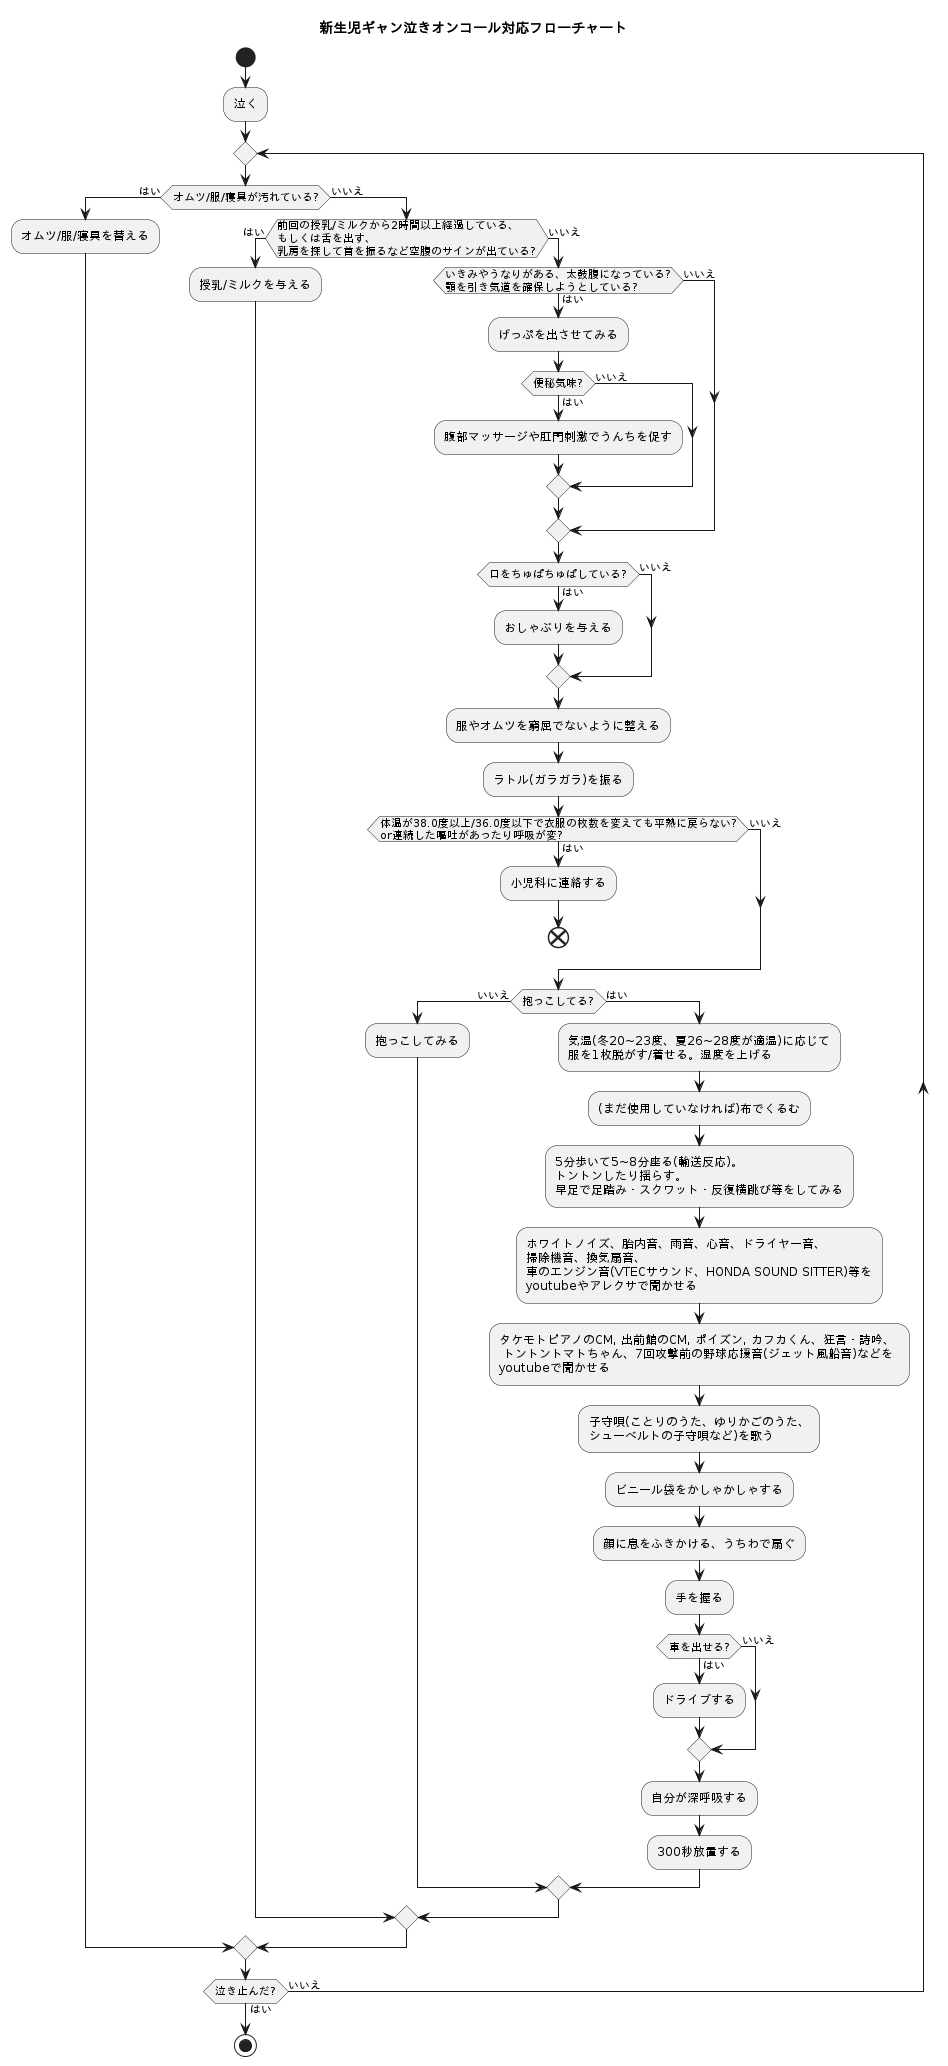 新生児ギャン泣きオンコール対応フローチャート
泣く
オムツ/服/寝具が汚れている?
はい
いいえ
オムツ/服/寝具を替える
前回の授乳/ミルクから2時間以上経過している、
もしくは舌を出す、
乳房を探して首を振るなど空腹のサインが出ている?
はい
いいえ
授乳/ミルクを与える
いきみやうなりがある、太鼓腹になっている?
顎を引き気道を確保しようとしている?
いいえ
はい
げっぷを出させてみる
便秘気味?
いいえ
はい
腹部マッサージや肛門刺激でうんちを促す
口をちゅぱちゅぱしている?
いいえ
はい
おしゃぶりを与える
服やオムツを窮屈でないように整える
ラトル(ガラガラ)を振る
体温が38.0度以上/36.0度以下で衣服の枚数を変えても平熱に戻らない?
or連続した嘔吐があったり呼吸が変?
いいえ
はい
小児科に連絡する
抱っこしてる?
いいえ
はい
抱っこしてみる
気温(冬20~23度、夏26~28度が適温)に応じて
服を1枚脱がす/着せる。湿度を上げる
(まだ使用していなければ)布でくるむ
5分歩いて5~8分座る(輸送反応)。
トントンしたり揺らす。
早足で足踏み・スクワット・反復横跳び等をしてみる
ホワイトノイズ、胎内音、雨音、心音、ドライヤー音、
掃除機音、換気扇音、
車のエンジン音(VTECサウンド、HONDA SOUND SITTER)等を
youtubeやアレクサで聞かせる
タケモトピアノのCM, 出前館のCM, ポイズン, カフカくん、狂言・詩吟、
トントントマトちゃん、7回攻撃前の野球応援音(ジェット風船音)などを
youtubeで聞かせる
子守唄(ことりのうた、ゆりかごのうた、
シューベルトの子守唄など)を歌う
ビニール袋をかしゃかしゃする
顔に息をふきかける、うちわで扇ぐ
手を握る
車を出せる?
いいえ
はい
ドライブする
自分が深呼吸する
300秒放置する
泣き止んだ?
いいえ
はい